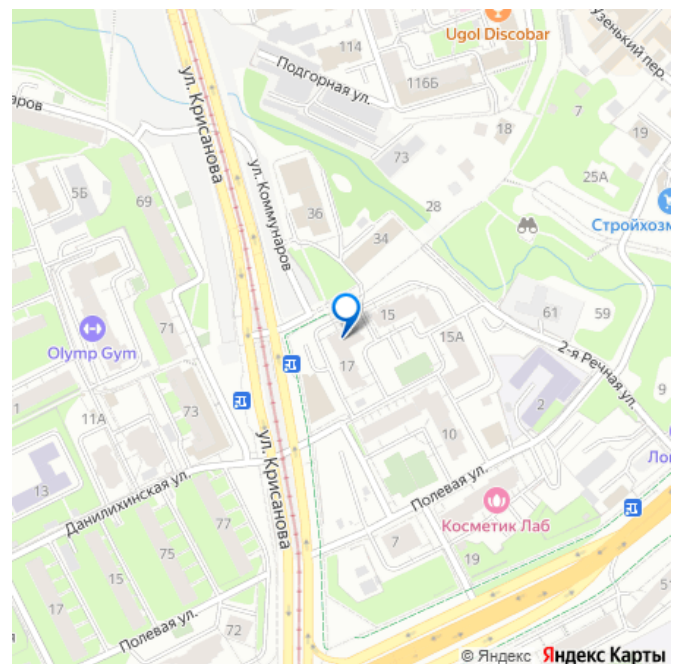 Ugol Discobar
114
Подгорная ул.
116Б
узенький пер.
ул. Крисанова
наров
7
18
19
73
ул. Коммунаров
5Б
69
36
28
25А
34
Стройхозм
61
59
15
71
Olymp Gym
15А
17
2-я Речная ул.
9
1
11А
73
2
ул. Крисанова
10
Ло
13
Данилихинская ул.
Полевая ул.
77
Косметик Лаб
75
7
19
15
17
5
Полевая ул.
72
© Яндекс Яндекс Карты